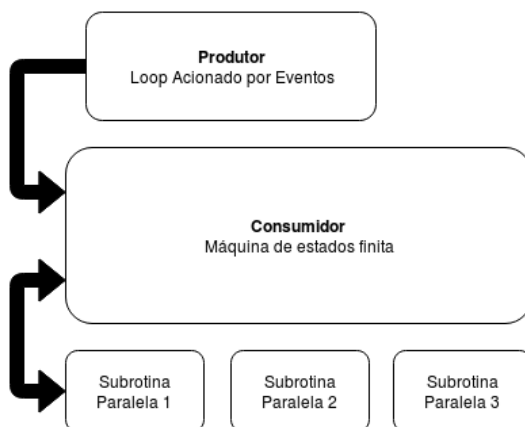 Produtor
Loop Acionado por Eventos
Consumidor
Máquina de estados finita
Subrotina
Paralela 1
Subrotina
Paralela 2
Subrotina
Paralela 3